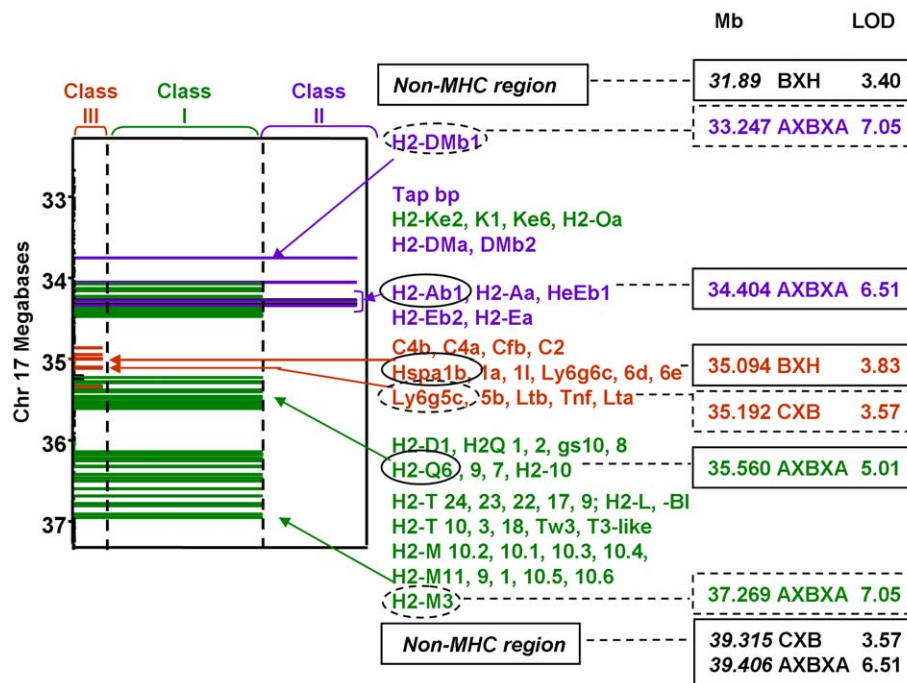 Mb LOD
Non-MHC region
31.89 BXH 3.40
Class III
Class I
Class II
H2-DMb1
33.247 AXBXA 7.05
Chr 17 Megabases
33
34
35
36
37
Tap bp
H2-Ke2, K1, Ke6, H2-Oa
H2-DMa, DMb2
H2-Ab1, H2-Aa, HeEb1
34.404 AXBXA 6.51
H2-Eb2, H2-Ea
C4b, C4a, Cfb, C2
Hspa1b, 1a, 1l, Ly6g6c, 6d, 6e
35.094 BXH 3.83
Ly6g5c, 5b, Ltb, Tnf, Lta
35.192 CXB 3.57
H2-D1, H2Q 1, 2, gs10, 8
H2-Q6, 9, 7, H2-10
35.560 AXBXA 5.01
H2-T 24, 23, 22, 17, 9; H2-L, -Bl
H2-T 10, 3, 18, Tw3, T3-like
H2-M 10.2, 10.1, 10.3, 10.4,
H2-M11, 9, 1, 10.5, 10.6
H2-M3
37.269 AXBXA 7.05
Non-MHC region
39.315 CXB 3.57
39.406 AXBXA 6.51